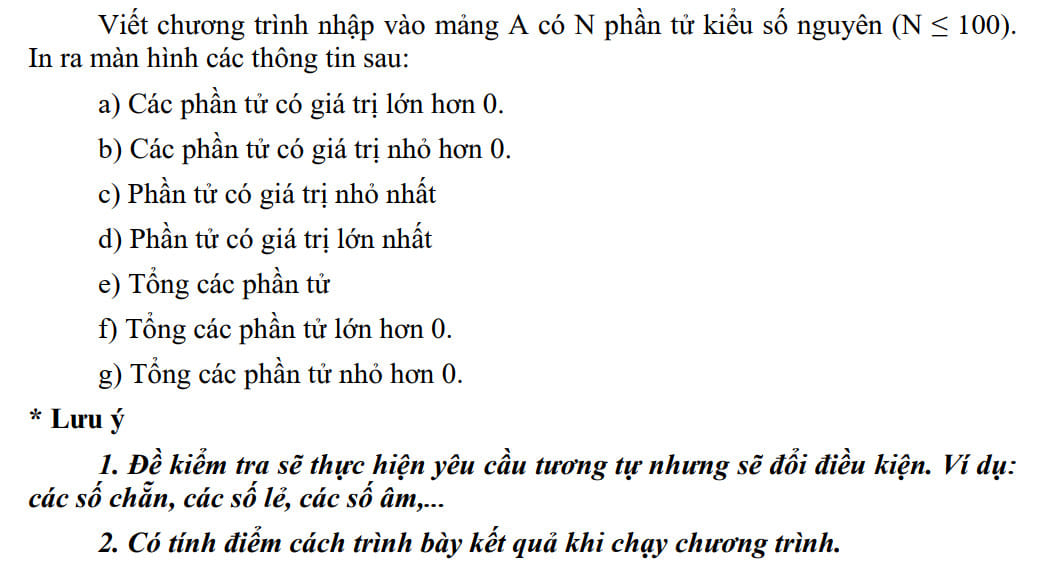 Viết chương trình nhập vào mảng A có N phần tử kiểu số nguyên (N ≤ 100).
In ra màn hình các thông tin sau:
a) Các phần tử có giá trị lớn hơn 0.
b) Các phần tử có giá trị nhỏ hơn 0.
c) Phần tử có giá trị nhỏ nhất
d) Phần tử có giá trị lớn nhất
e) Tổng các phần tử
f) Tổng các phần tử lớn hơn 0.
g) Tổng các phần tử nhỏ hơn 0.
* Lưu ý
1. Đề kiểm tra sẽ thực hiện yêu cầu tương tự nhưng sẽ đổi điều kiện. Ví dụ:
các số chẵn, các số lẻ, các số âm,...
2. Có tính điểm cách trình bày kết quả khi chạy chương trình.